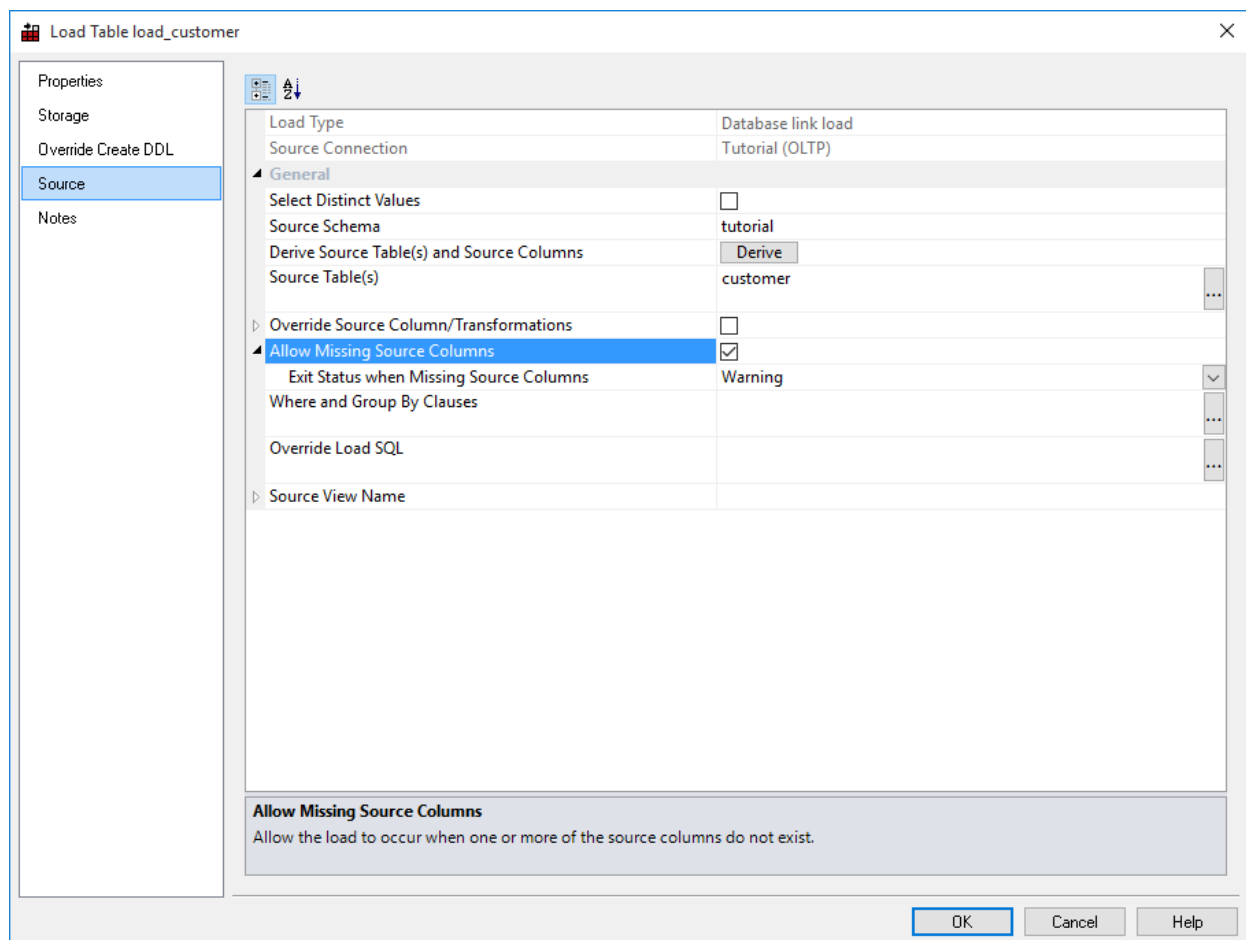 Load Table load_customer
Properties
Storage
Override Create DDL
Source
Notes
Load Type Database link load
Source Connection Tutorial (OLTP)
General
Select Distinct Values
Source Schema tutorial
Derive Source Table(s) and Source Columns Derive
Source Table(s) customer
...
Override Source Column/Transformations
Allow Missing Source Columns
Exit Status when Missing Source Columns Warning
Where and Group By Clauses
...
Override Load SQL
...
Source View Name
Allow Missing Source Columns
Allow the load to occur when one or more of the source columns do not exist.
OK Cancel Help